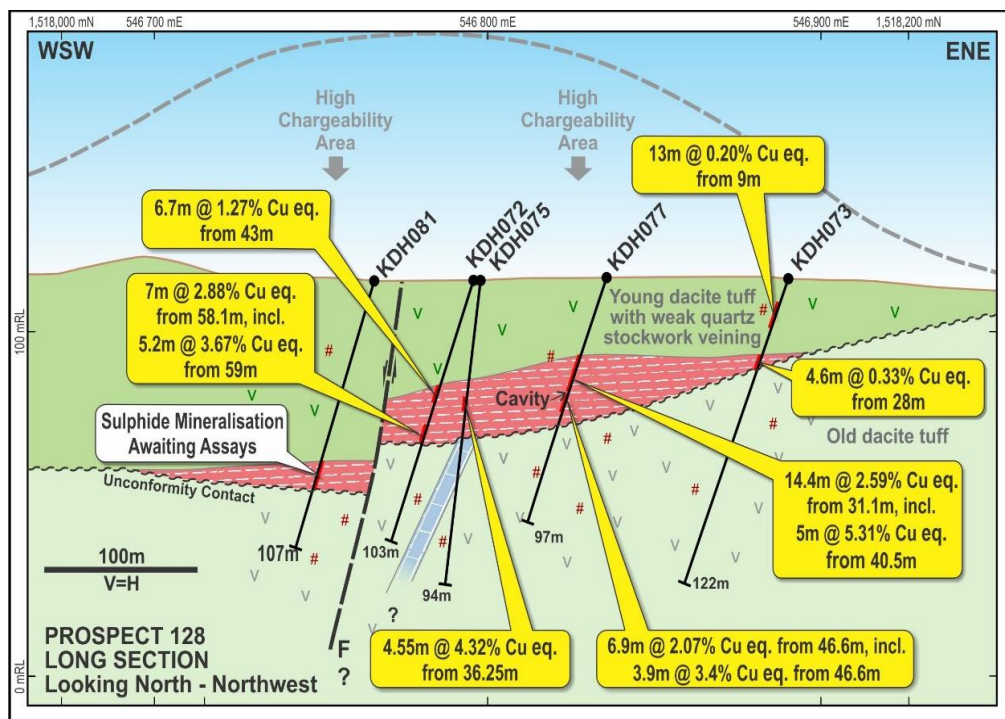 1,518,000 mN
546 700 mE
546 800 mE
546,900 mE
1,518,200 mN
WSW
ENE
High
Chargeability
Area
High
Chargeability
Area
13m @ 0.20% Cu eq.
from 9m
6.7m @ 1.27% Cu eq.
from 43m
KDH081
KDH072
KDH075
KDH077
KDH073
7m @ 2.88% Cu eq.
from 58.1m, incl.
5.2m @ 3.67% Cu eq.
from 59m
Young dacite tuff
with weak quartz
stockwork veining
100 mRL
Cavity
4.6m @ 0.33% Cu eq.
from 28m
Sulphide Mineralisation
Awaiting Assays
Old dacite tuff
Unconformity Contact
14.4m @ 2.59% Cu eq.
from 31.1m, incl.
5m @ 5.31% Cu eq.
from 40.5m
100m
V=H
107m
103m
94m
97m
122m
?
F
?
PROSPECT 128
LONG SECTION
Looking North - Northwest
4.55m @ 4.32% Cu eq.
from 36.25m
6.9m @ 2.07% Cu eq. from 46.6m, incl.
3.9m @ 3.4% Cu eq. from 46.6m
0 mRL